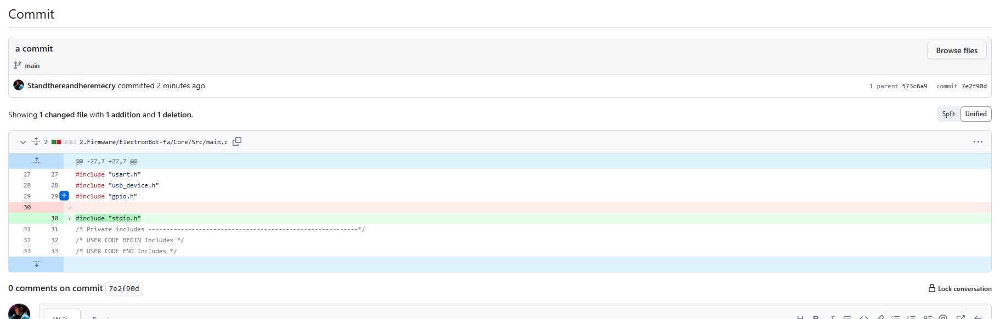 Commit
a commit
Browse files
main
Standthereandheremecry committed 2 minutes ago
1 parent 573c6a9 commit 7e2f90d
Showing 1 changed file with 1 addition and 1 deletion.
Split Unified
2 2.Firmware/ElectronBot-fw/Core/Src/main.c
@@ -27,7 +27,7 @@
27 27 #include "usart.h"
28 28 #include "usb_device.h"
29 29 #include "gpio.h"
30 -
30 + #include "stdio.h"
31 31 /* Private includes ----------------------------------------------------------*/
32 32 /* USER CODE BEGIN Includes */
33 33 /* USER CODE END Includes */
0 comments on commit 7e2f90d
Lock conversation